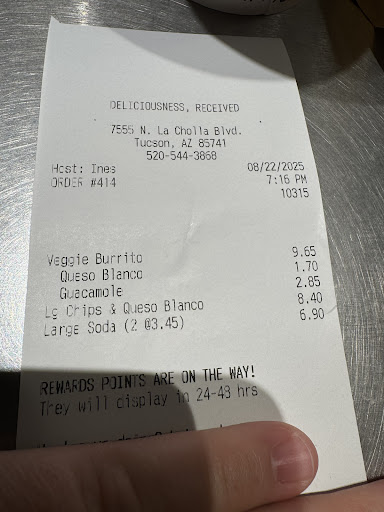 DELICIOUSNESS, RECEIVED
7555 N. La Cholla Blvd.
Tucson, AZ 85741
520-544-3868
Host: Ines 08/22/2025
ORDER #414 7:16 PM
10315
Veggie Burrito 9.65
Queso Blanco 1.70
Guacamole 2.85
Lg Chips & Queso Blanco 8.40
Large Soda (2 @3.45) 6.90
REWARDS POINTS ARE ON THE WAY!
They will display in 24-48 hrs